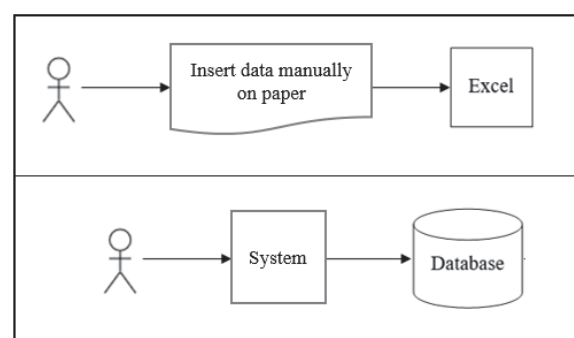 Insert data manually
on paper
Excel
System
Database